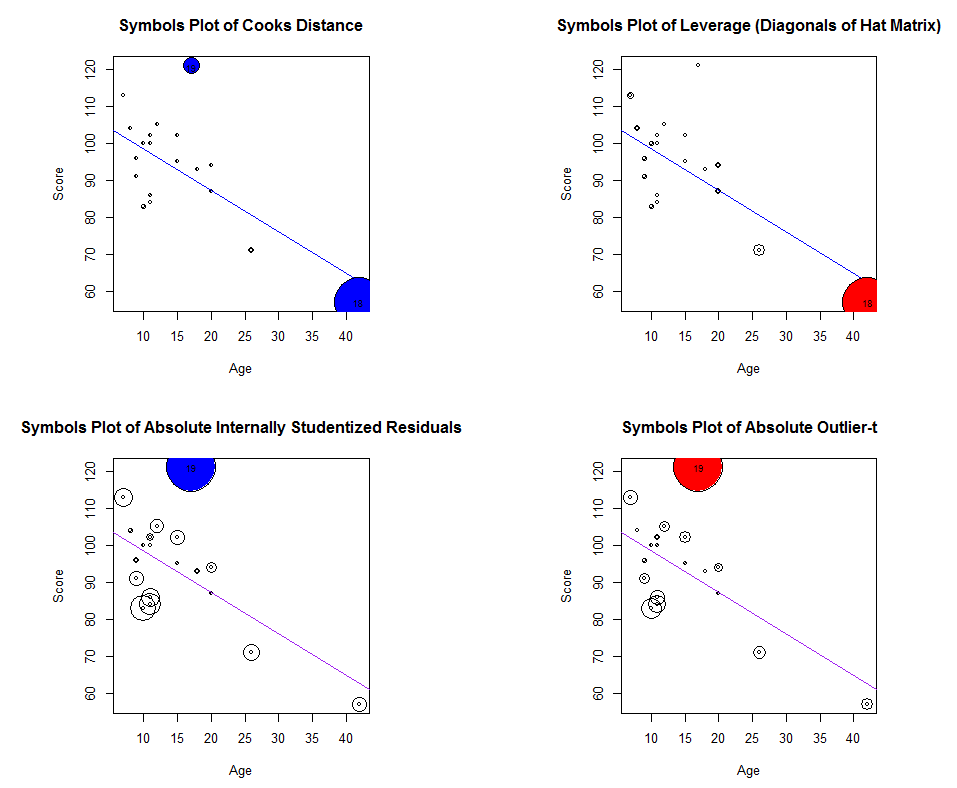 Symbols Plot of Cooks Distance
120
110
100
90
80
70
60
Score
19
18
10 15 20 25 30 35 40
Age
Symbols Plot of Leverage (Diagonals of Hat Matrix)
120
110
100
90
80
70
60
Score
18
10 15 20 25 30 35 40
Age
Symbols Plot of Absolute Internally Studentized Residuals
120
110
100
90
80
70
60
Score
19
10 15 20 25 30 35 40
Age
Symbols Plot of Absolute Outlier-t
120
110
100
90
80
70
60
Score
19
10 15 20 25 30 35 40
Age